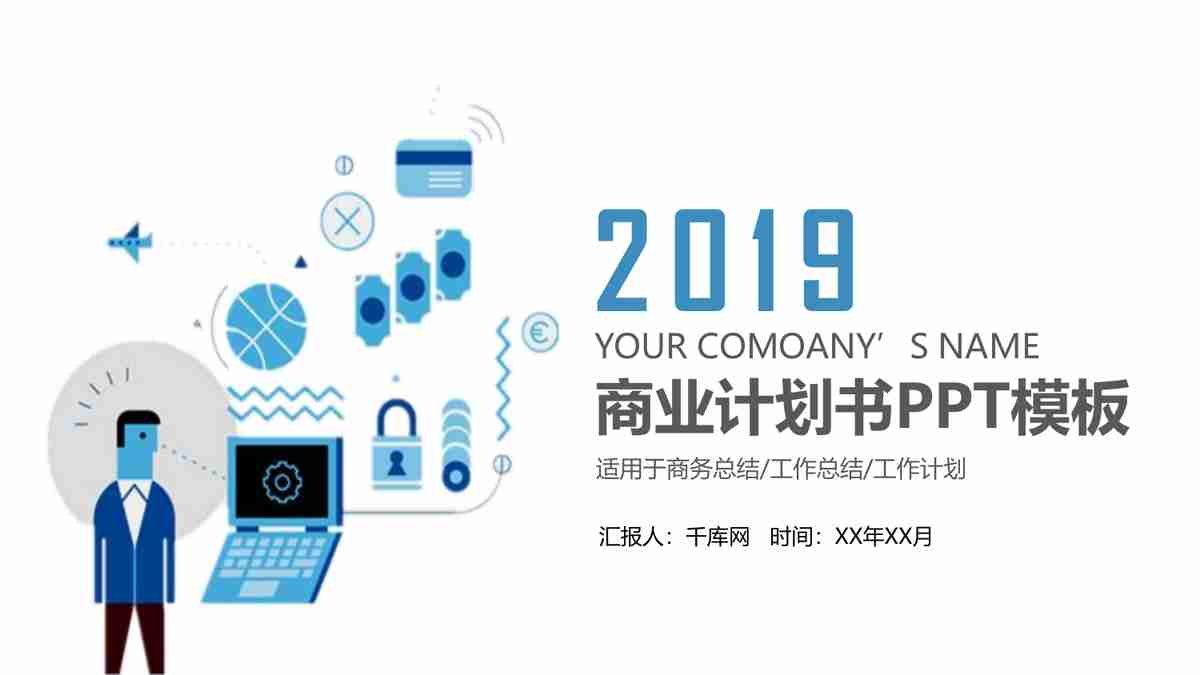 2019
YOUR COMOANY’S NAME
商业计划书PPT模板
适用于商务总结/工作总结/工作计划
汇报人：千库网 时间：XX年XX月